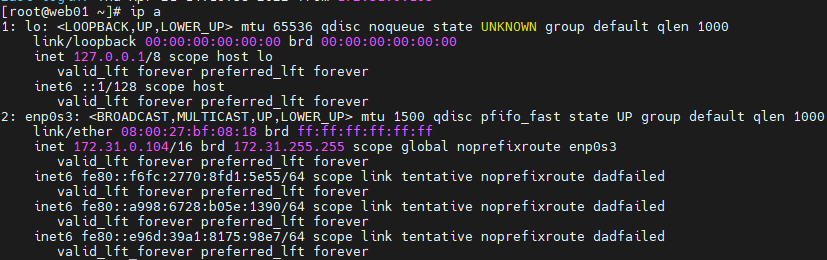 [root@web01 ~]# ip a
1: lo: <LOOPBACK,UP,LOWER_UP> mtu 65536 qdisc noqueue state UNKNOWN group default qlen 1000
    link/loopback 00:00:00:00:00:00 brd 00:00:00:00:00:00
    inet 127.0.0.1/8 scope host lo
       valid_lft forever preferred_lft forever
    inet6 ::1/128 scope host
       valid_lft forever preferred_lft forever
2: enp0s3: <BROADCAST,MULTICAST,UP,LOWER_UP> mtu 1500 qdisc pfifo_fast state UP group default qlen 1000
    link/ether 08:00:27:bf:08:18 brd ff:ff:ff:ff:ff:ff
    inet 172.31.0.104/16 brd 172.31.255.255 scope global noprefixroute enp0s3
       valid_lft forever preferred_lft forever
    inet6 fe80::f6fc:2770:8fd1:5e55/64 scope link tentative noprefixroute dadfailed
       valid_lft forever preferred_lft forever
    inet6 fe80::a998:6728:b05e:1390/64 scope link tentative noprefixroute dadfailed
       valid_lft forever preferred_lft forever
    inet6 fe80::e96d:39a1:8175:98e7/64 scope link tentative noprefixroute dadfailed
       valid_lft forever preferred_lft forever